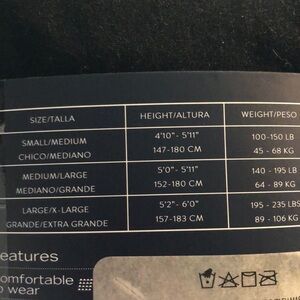 SIZE/TALLA HEIGHT/ALTURA WEIGHT/PESO
SMALL/MEDIUM 4'10"- 5'11" 100-150 LB
CHICO/MEDIANO 147-180 CM 45 - 68 KG
MEDIUM/LARGE 5'0"- 5'11" 140 - 195 LB
MEDIANO/GRANDE 152-180 CM 64 - 89 KG
LARGE/X-LARGE 5'2"- 6'0" 195 - 235 LBS
GRANDE/EXTRA GRANDE 157-183 CM 89 - 106 KG
eatures
omfortable
o wear